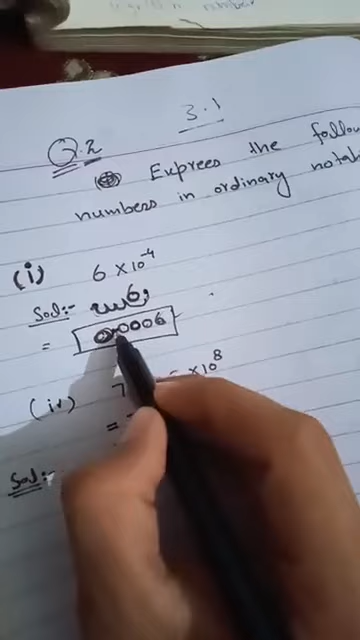 3.1
Q.2 Express the follow
numbers in ordinary notat
(i) 6 × 10⁻⁴
Sol:-
= 0.0006
(iv) 7 × 10⁸
=
Sol:-